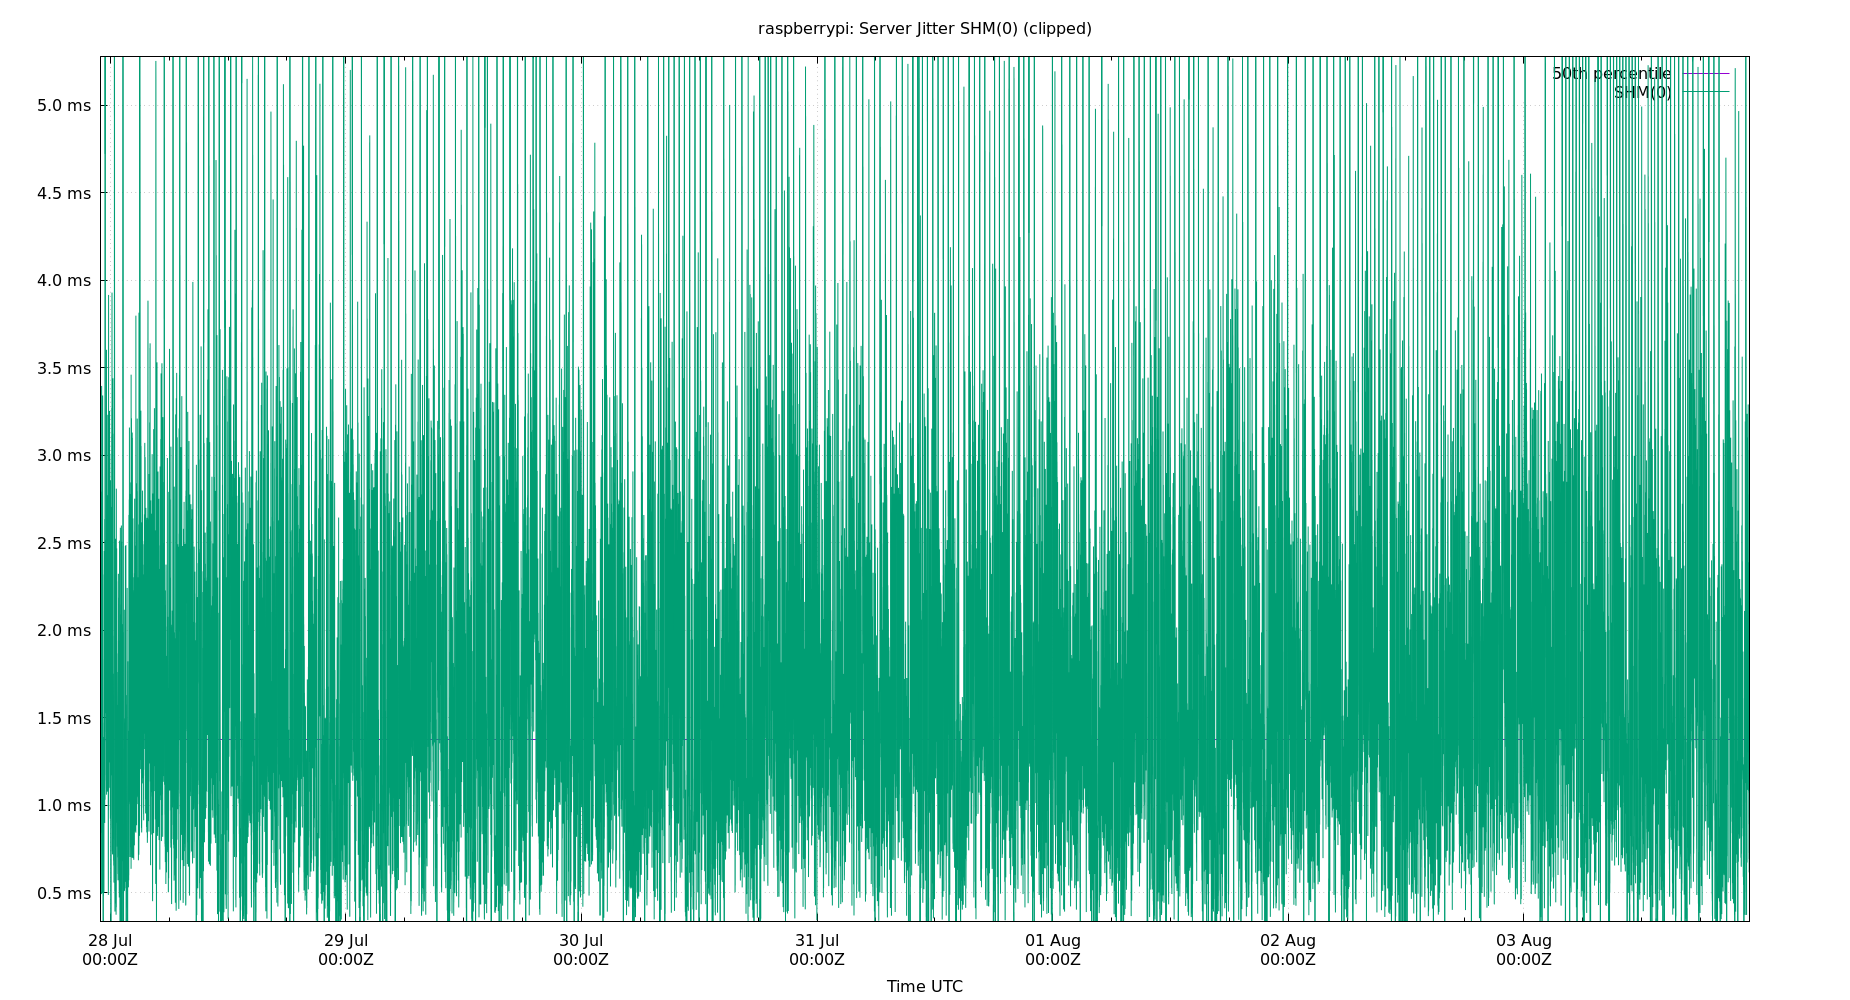 raspberrypi: Server Jitter SHM(0) (clipped)
50th percentile
SHM(0)
5.0 ms
4.5 ms
4.0 ms
3.5 ms
3.0 ms
2.5 ms
2.0 ms
1.5 ms
1.0 ms
0.5 ms
28 Jul 29 Jul 30 Jul 31 Jul 01 Aug 02 Aug 03 Aug
00:00Z 00:00Z 00:00Z 00:00Z 00:00Z 00:00Z 00:00Z
Time UTC